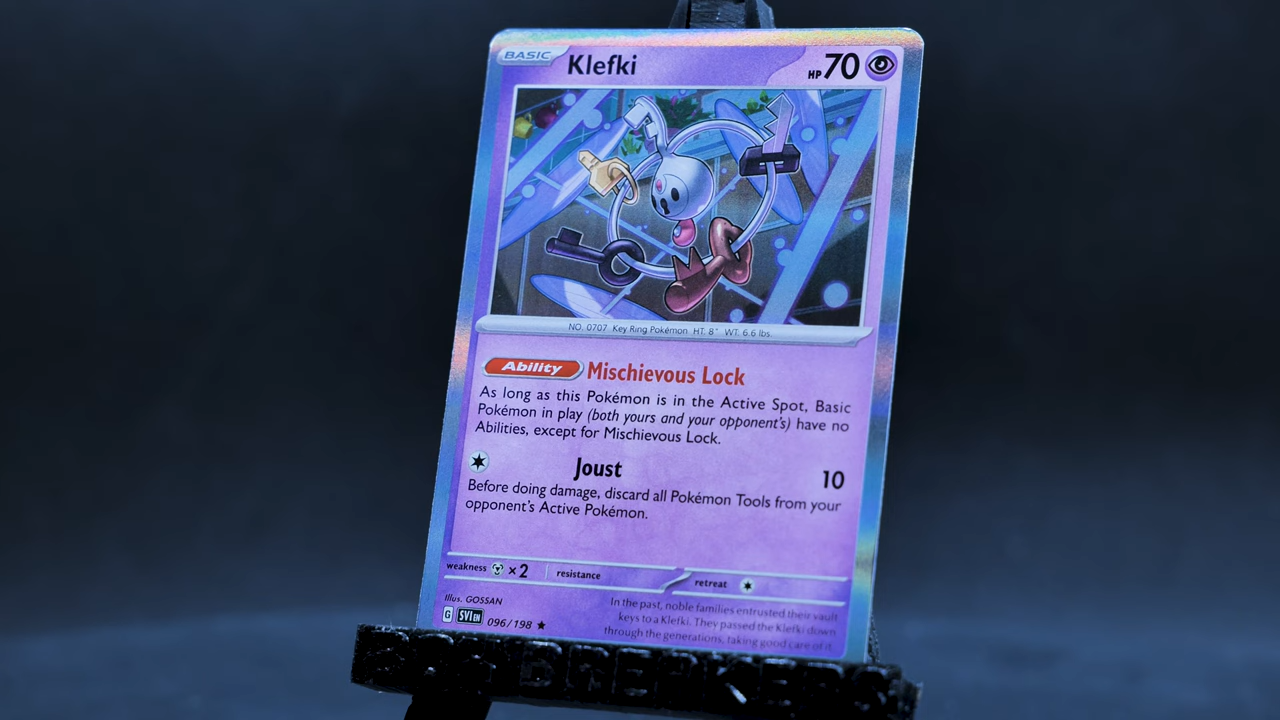 BASIC Klefki HP 70
NO. 0707 Key Ring Pokémon HT: 8" WT: 6.6 lbs.
Ability Mischievous Lock
As long as this Pokémon is in the Active Spot, Basic
Pokémon in play (both yours and your opponent's) have no
Abilities, except for Mischievous Lock.
Joust 10
Before doing damage, discard all Pokémon Tools from your
opponent's Active Pokémon.
weakness ×2 resistance retreat
Illus. GOSSAN
G SVI EN 096/198
In the past, noble families entrusted their vault
keys to a Klefki. They passed the Klefki down
through the generations, taking good care of it.